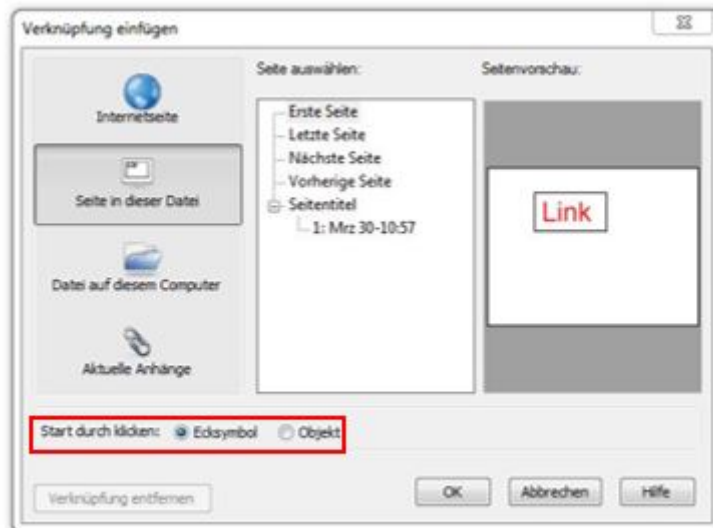 Verknüpfung einfügen
Internetseite
Seite in dieser Datei
Datei auf diesem Computer
Aktuelle Anhänge
Seite auswählen:
Erste Seite
Letzte Seite
Nächste Seite
Vorherige Seite
Seitentitel
1: Mrz 30-10:57
Seitenvorschau:
Link
Start durch klicken: Ecksymbol Objekt
Verknüpfung entfernen OK Abbrechen Hilfe